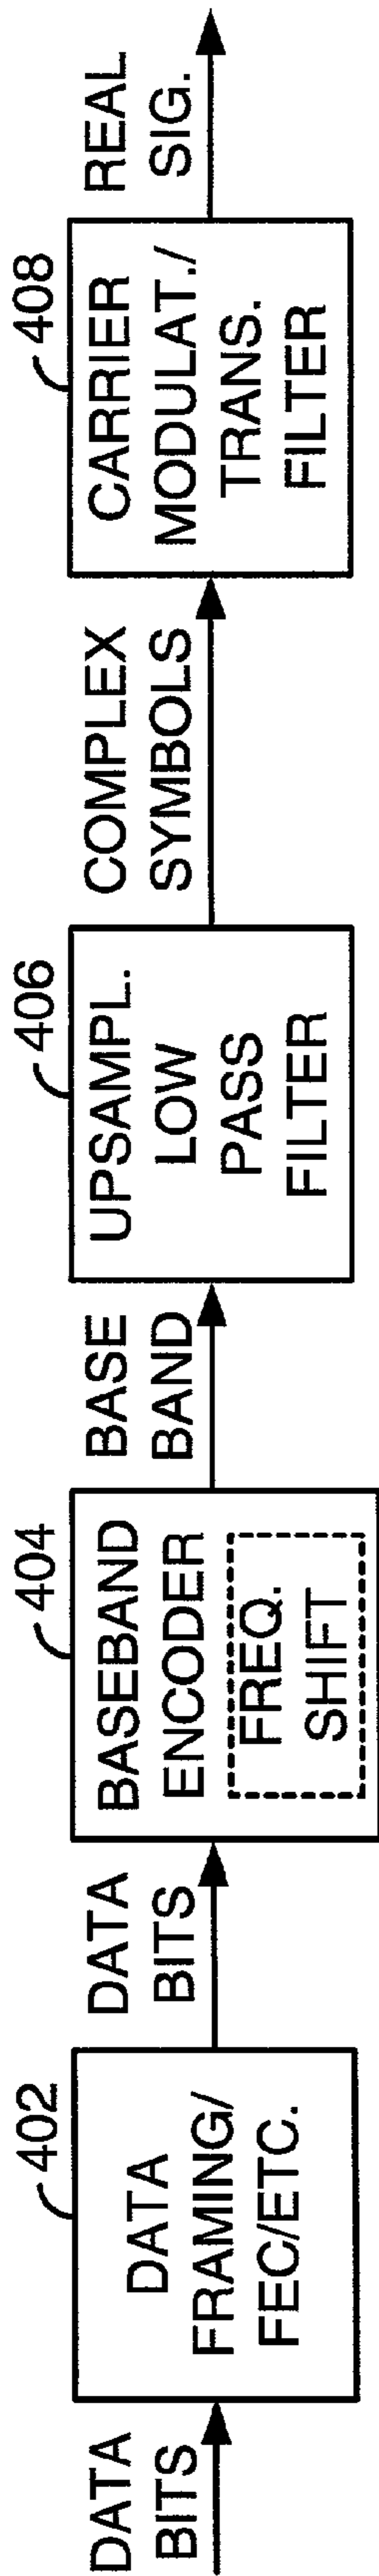 DATA
BITS
402
DATA
FRAMING/
FEC/ETC.
DATA
BITS
404
BASEBAND
ENCODER
FREQ.
SHIFT
BASE
BAND
406
UPSAMPL.
LOW
PASS
FILTER
COMPLEX
SYMBOLS
408
CARRIER
MODULAT./
TRANS.
FILTER
REAL
SIG.